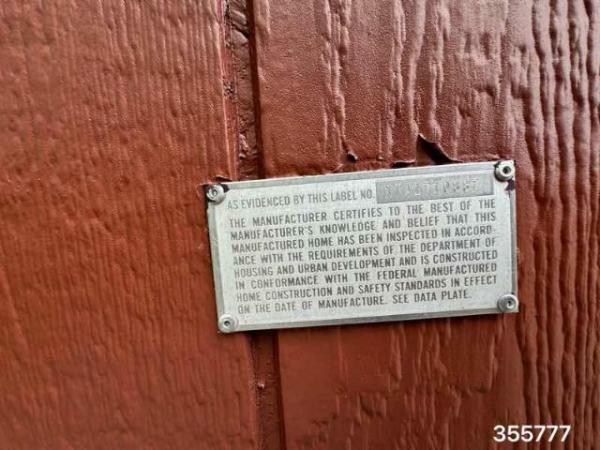 AS EVIDENCED BY THIS LABEL NO.
THE MANUFACTURER CERTIFIES TO THE BEST OF THE
MANUFACTURER'S KNOWLEDGE AND BELIEF THAT THIS
MANUFACTURED HOME HAS BEEN INSPECTED IN ACCORD-
ANCE WITH THE REQUIREMENTS OF THE DEPARTMENT OF
HOUSING AND URBAN DEVELOPMENT AND IS CONSTRUCTED
IN CONFORMANCE WITH THE FEDERAL MANUFACTURED
HOME CONSTRUCTION AND SAFETY STANDARDS IN EFFECT
ON THE DATE OF MANUFACTURE. SEE DATA PLATE.
355777